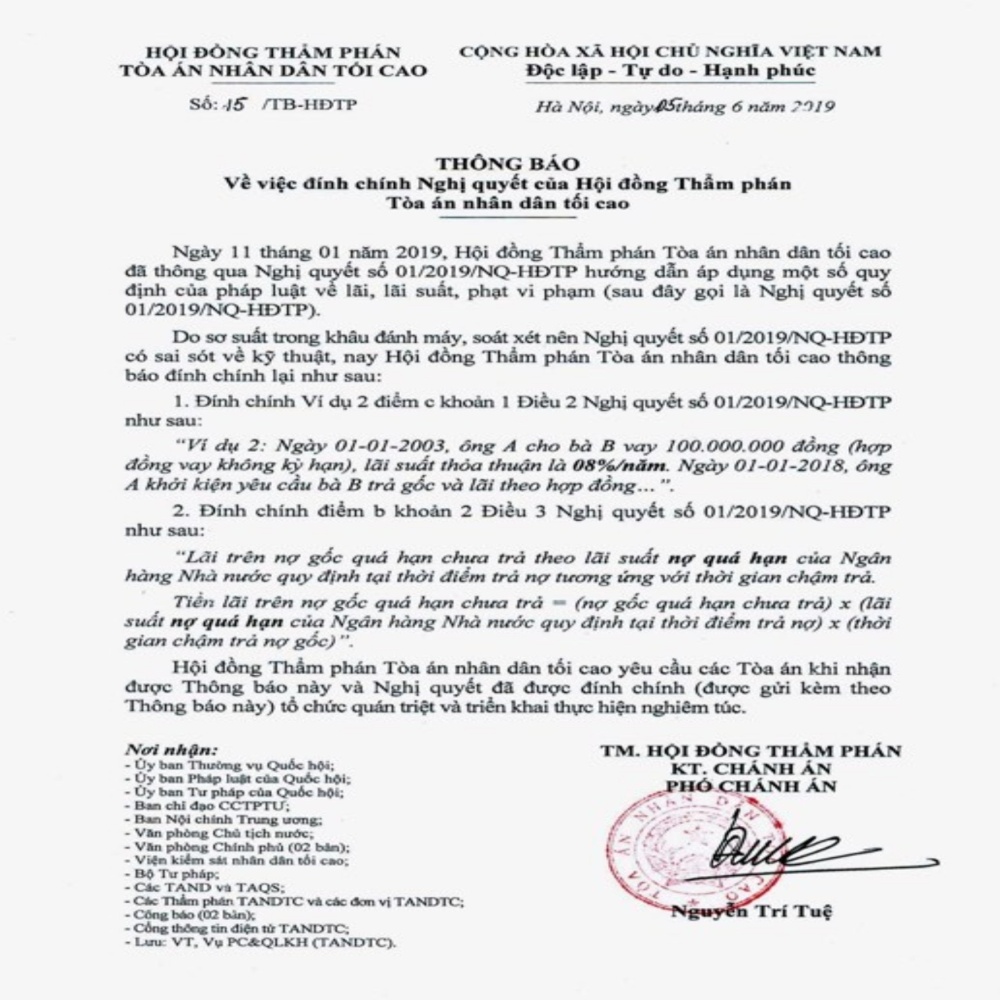 HỘI ĐỒNG THẨM PHÁN
TÒA ÁN NHÂN DÂN TỐI CAO
Số: 15 /TB-HĐTP
CỘNG HÒA XÃ HỘI CHỦ NGHĨA VIỆT NAM
Độc lập - Tự do - Hạnh phúc
Hà Nội, ngày 05 tháng 6 năm 2019
THÔNG BÁO
Về việc đính chính Nghị quyết của Hội đồng Thẩm phán
Tòa án nhân dân tối cao
Ngày 11 tháng 01 năm 2019, Hội đồng Thẩm phán Tòa án nhân dân tối cao
đã thông qua Nghị quyết số 01/2019/NQ-HĐTP hướng dẫn áp dụng một số quy
định của pháp luật về lãi, lãi suất, phạt vi phạm (sau đây gọi là Nghị quyết số
01/2019/NQ-HĐTP).
Do sơ suất trong khâu đánh máy, soát xét nên Nghị quyết số 01/2019/NQ-HĐTP
có sai sót về kỹ thuật, nay Hội đồng Thẩm phán Tòa án nhân dân tối cao thông
báo đính chính lại như sau:
1. Đính chính Ví dụ 2 điểm c khoản 1 Điều 2 Nghị quyết số 01/2019/NQ-HĐTP
như sau:
“Ví dụ 2: Ngày 01-01-2003, ông A cho bà B vay 100.000.000 đồng (hợp
đồng vay không kỳ hạn), lãi suất thỏa thuận là 08%/năm. Ngày 01-01-2018, ông
A khởi kiện yêu cầu bà B trả gốc và lãi theo hợp đồng…”.
2. Đính chính điểm b khoản 2 Điều 3 Nghị quyết số 01/2019/NQ-HĐTP
như sau:
“Lãi trên nợ gốc quá hạn chưa trả theo lãi suất nợ quá hạn của Ngân
hàng Nhà nước quy định tại thời điểm trả nợ tương ứng với thời gian chậm trả.
Tiền lãi trên nợ gốc quá hạn chưa trả = (nợ gốc quá hạn chưa trả) x (lãi
suất nợ quá hạn của Ngân hàng Nhà nước quy định tại thời điểm trả nợ) x (thời
gian chậm trả nợ gốc)”.
Hội đồng Thẩm phán Tòa án nhân dân tối cao yêu cầu các Tòa án khi nhận
được Thông báo này và Nghị quyết đã được đính chính (được gửi kèm theo
Thông báo này) tổ chức quán triệt và triển khai thực hiện nghiêm túc.
Nơi nhận:
- Ủy ban Thường vụ Quốc hội;
- Ủy ban Pháp luật của Quốc hội;
- Ủy ban Tư pháp của Quốc hội;
- Ban chỉ đạo CCTPTƯ;
- Ban Nội chính Trung ương;
- Văn phòng Chủ tịch nước;
- Văn phòng Chính phủ (02 bản);
- Viện kiểm sát nhân dân tối cao;
- Bộ Tư pháp;
- Các TAND và TAQS;
- Các Thẩm phán TANDTC và các đơn vị TANDTC;
- Công báo (02 bản);
- Cổng thông tin điện tử TANDTC;
- Lưu: VT, Vụ PC&QLKH (TANDTC).
TM. HỘI ĐỒNG THẨM PHÁN
KT. CHÁNH ÁN
PHÓ CHÁNH ÁN
TÒA ÁN NHÂN DÂN TỐI CAO
Nguyễn Trí Tuệ